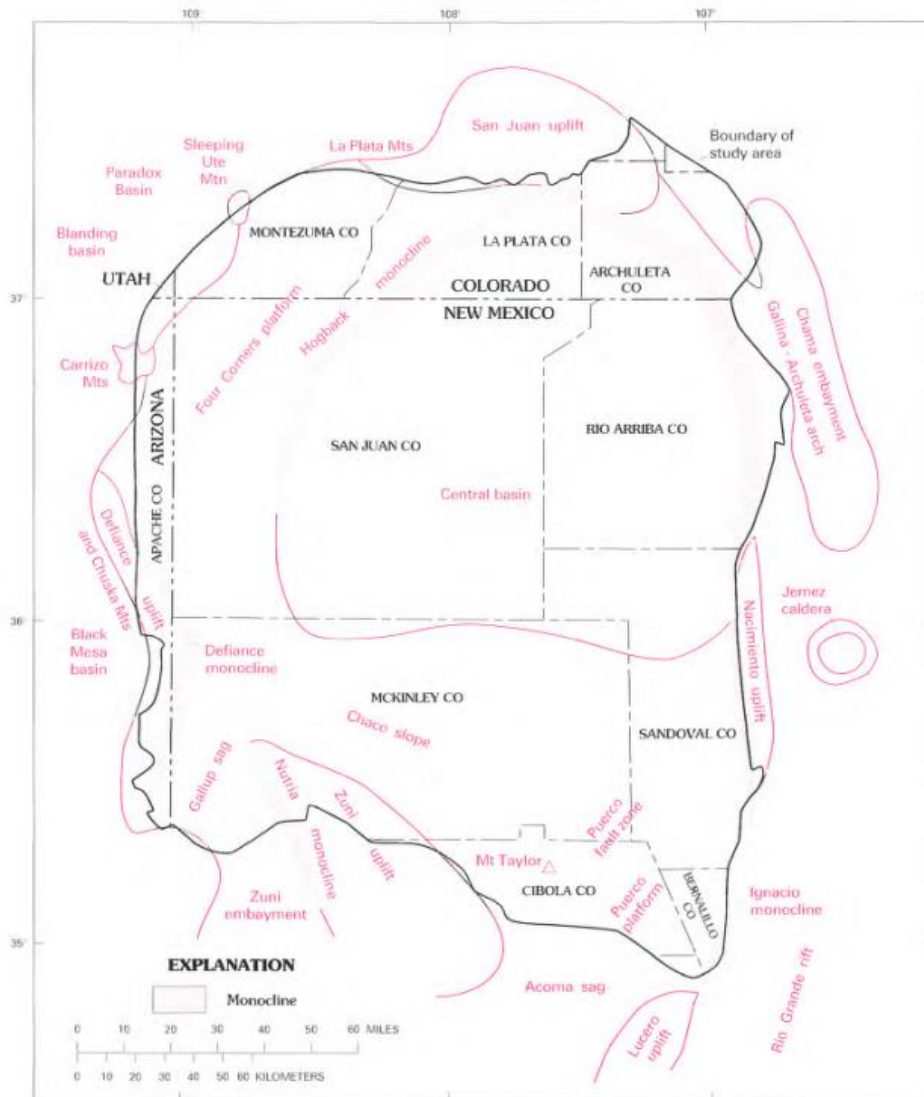 109
108°
107°
San Juan uplift
La Plata Mts
Sleeping
Ute
Mtn
Boundary of
study area
Paradox
Basin
MONTEZUMA CO
Blanding
basin
LA PLATA CO
monocline
UTAH
COLORADO
ARCHULETA
CO
37°
NEW MEXICO
Hogback
Four Corners platform
Chama embayment
Gallina - Archuleta arch
Carrizo
Mts
ARIZONA
APACHE CO
SAN JUAN CO
RIO ARRIBA CO
Central basin
Defiance
and Chuska Mts
uplift
Jemez
caldera
Nacimiento uplift
36°
Black
Mesa
basin
Defiance
monocline
MCKINLEY CO
Chaco slope
SANDOVAL CO
Gallup sag
Nutria
monocline
Zuni
uplift
Puerco
fault zone
Mt Taylor
CIBOLA CO
Puerco
platform
BERNALILLO
CO
Zuni
embayment
Ignacio
monocline
35°
EXPLANATION
Monocline
Acoma sag
Lucero
uplift
Rio Grande rift
0 10 20 30 40 50 60 MILES
0 10 20 30 40 50 60 KILOMETERS